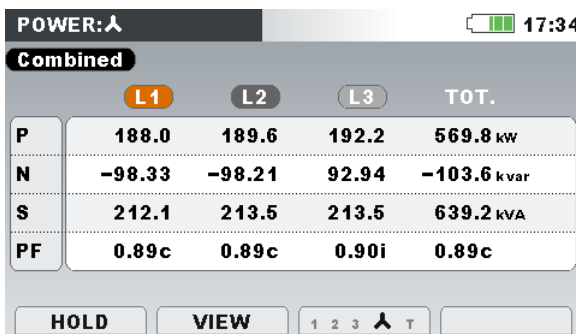 POWER: 17:34
Combined
L1 L2 L3 TOT.
P 188.0 189.6 192.2 569.8 kW
N -98.33 -98.21 92.94 -103.6 kvar
S 212.1 213.5 213.5 639.2 kVA
PF 0.89c 0.89c 0.90i 0.89c
HOLD VIEW 1 2 3 T